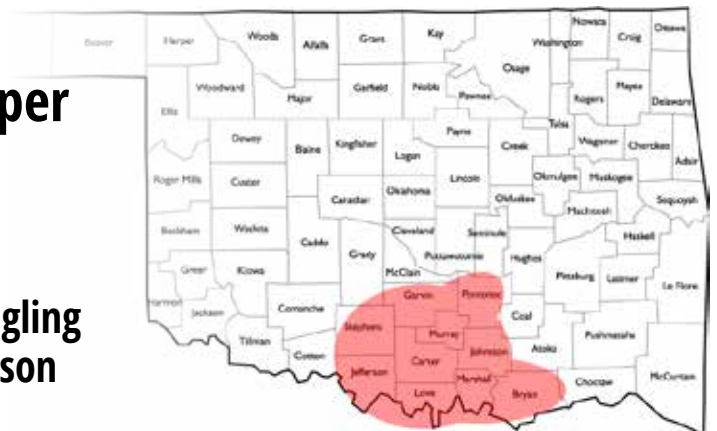 per
gling
son
Beaver
Harper
Woods
Alfalfa
Grant
Kay
Washington
Nowata
Craig
Ottawa
Osage
Woodward
Major
Garfield
Noble
Pawnee
Rogers
Mayes
Delaware
Ellis
Dewey
Blaine
Kingfisher
Logan
Payne
Creek
Tulsa
Wagoner
Cherokee
Adair
Roger Mills
Custer
Canadian
Oklahoma
Lincoln
Okfuskee
Okmulgee
Muskogee
Sequoyah
McIntosh
Beckham
Washita
Caddo
Grady
Cleveland
McClain
Pottawatomie
Seminole
Hughes
Haskell
Pittsburg
Latimer
Le Flore
Greer
Kiowa
Harmon
Jackson
Comanche
Tillman
Cotton
Stephens
Garvin
Pontotoc
Coal
Murray
Johnston
Atoka
Pushmataha
Jefferson
Carter
Love
Marshall
Bryan
Choctaw
McCurtain